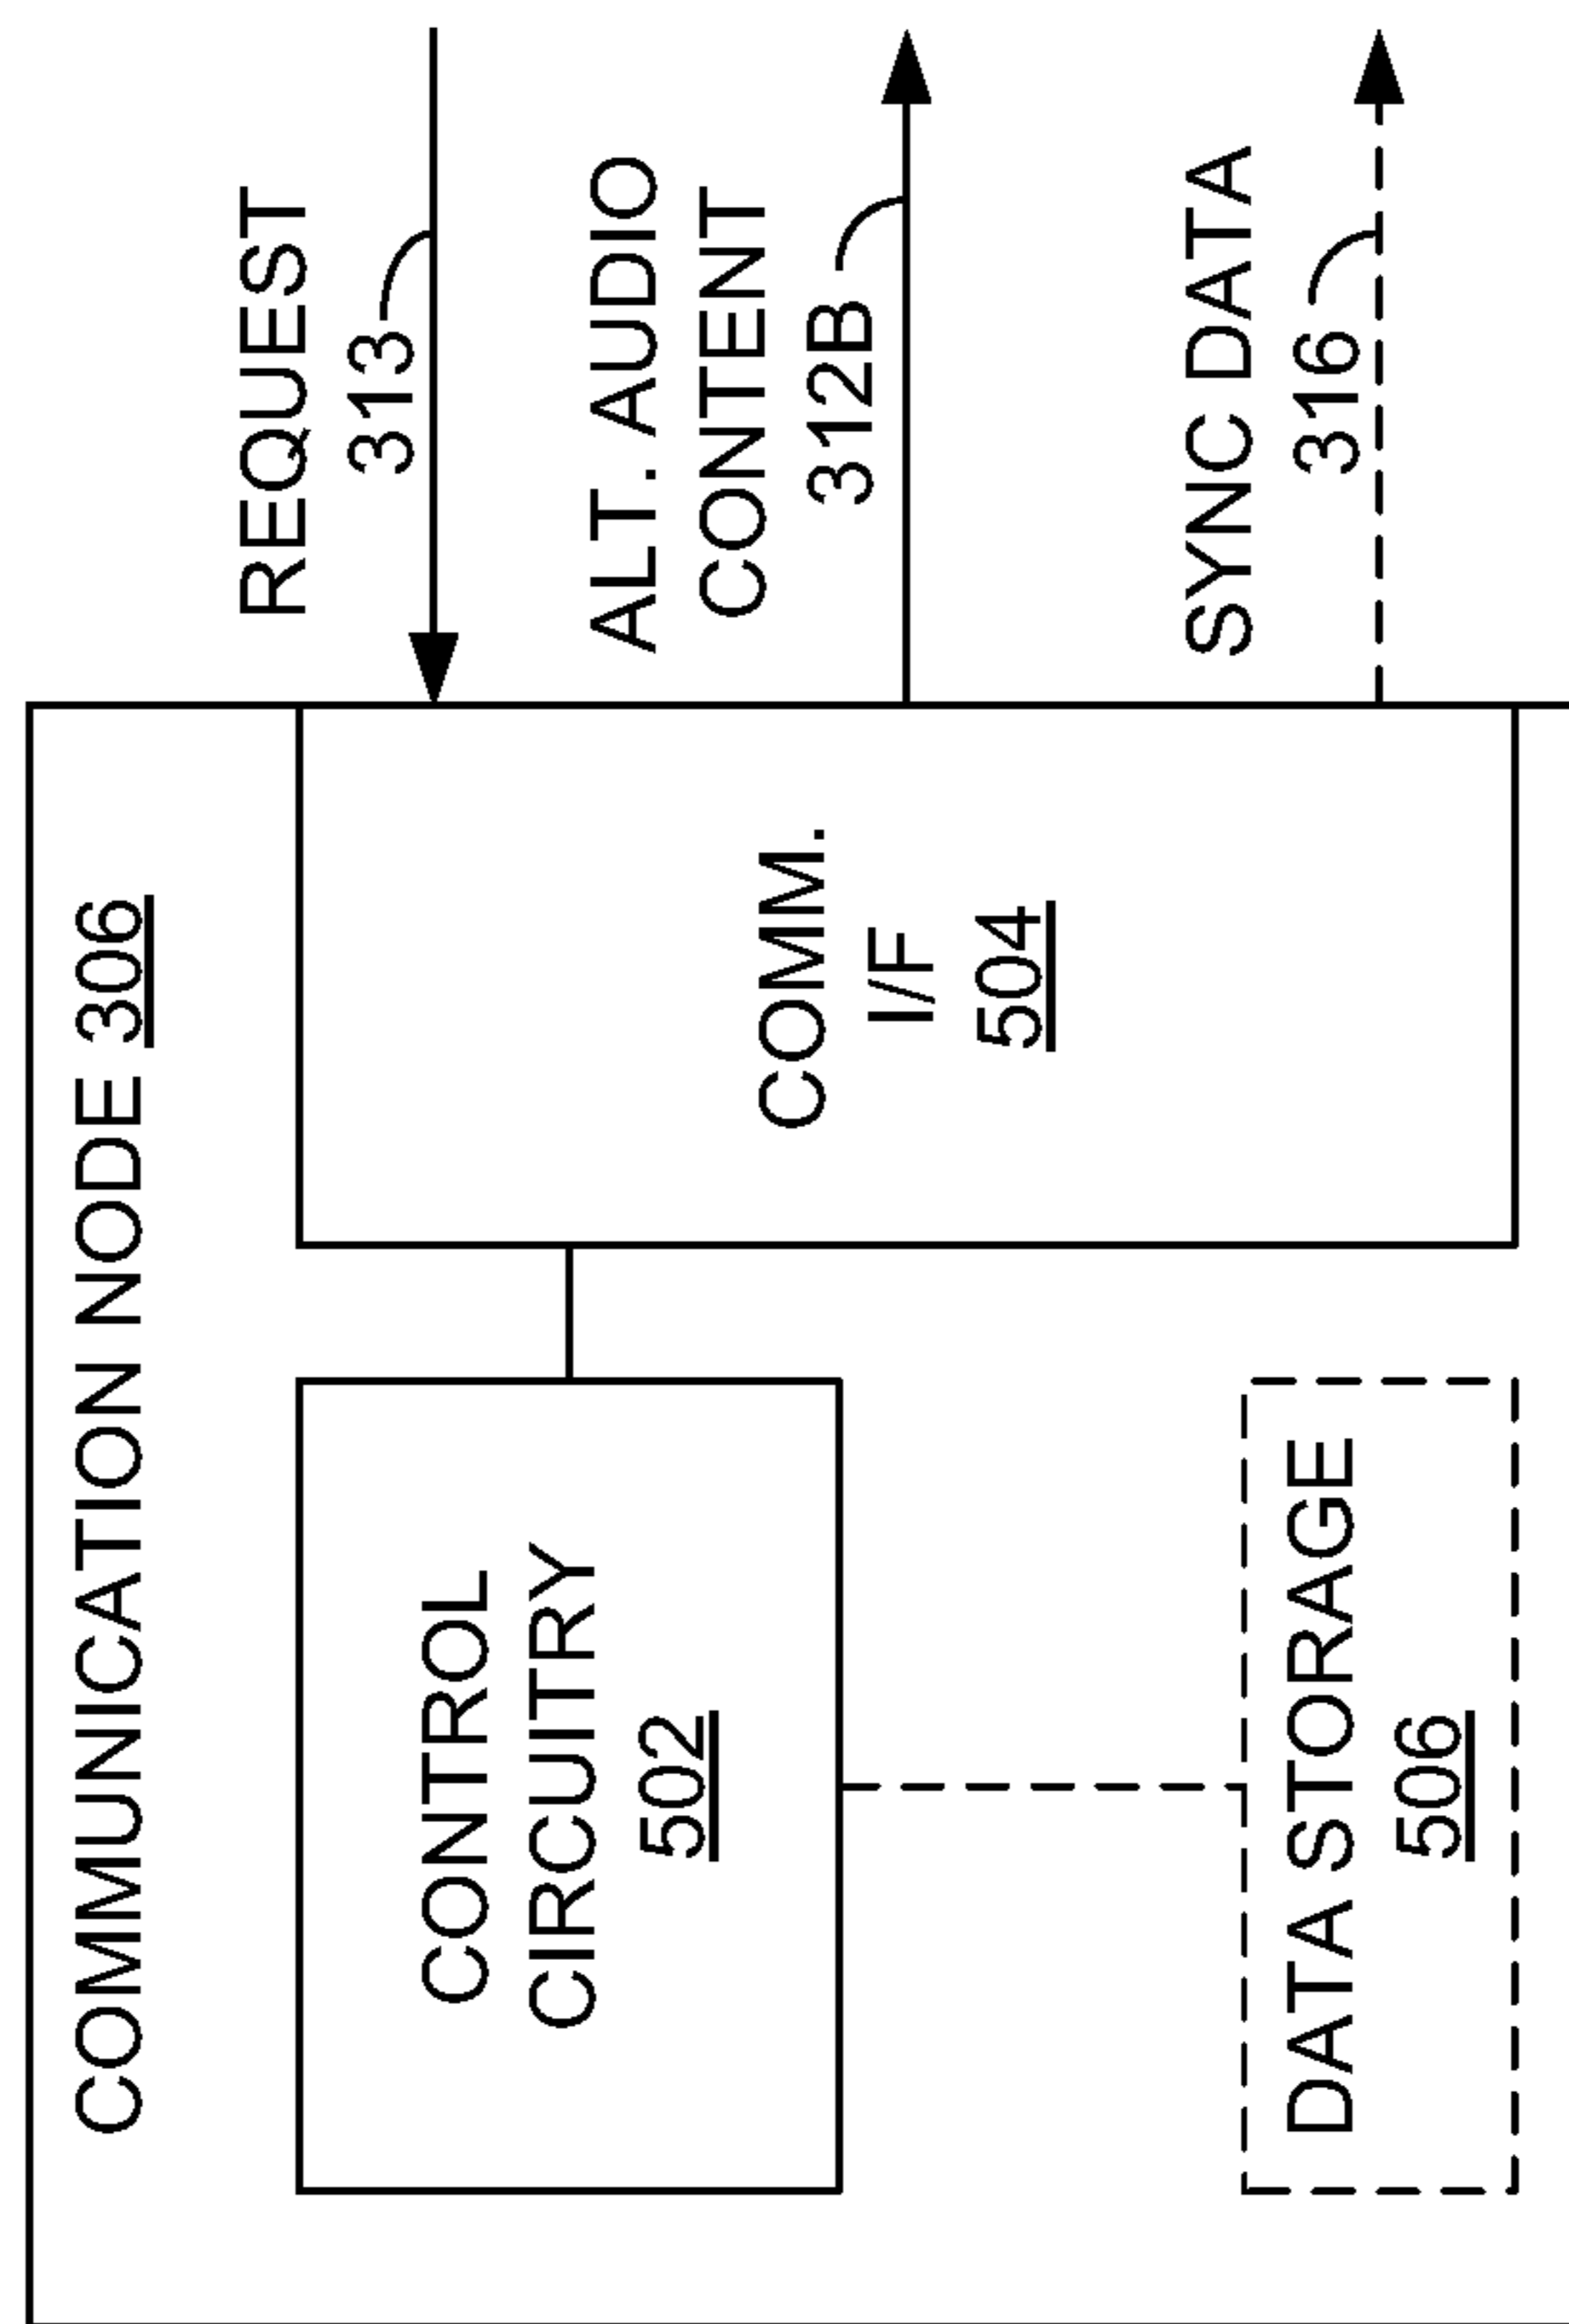 COMMUNICATION NODE 306
CONTROL
CIRCUITRY
502
COMM.
I/F
504
DATA STORAGE
506
REQUEST
313
ALT. AUDIO
CONTENT
312B
SYNC DATA
316